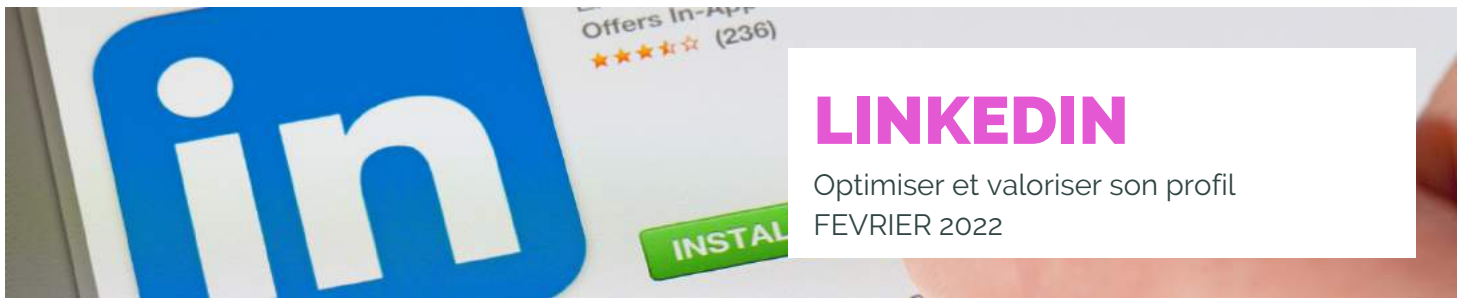 in
Offers In-App
(236)
INSTAL
LINKEDIN
Optimiser et valoriser son profil
FEVRIER 2022